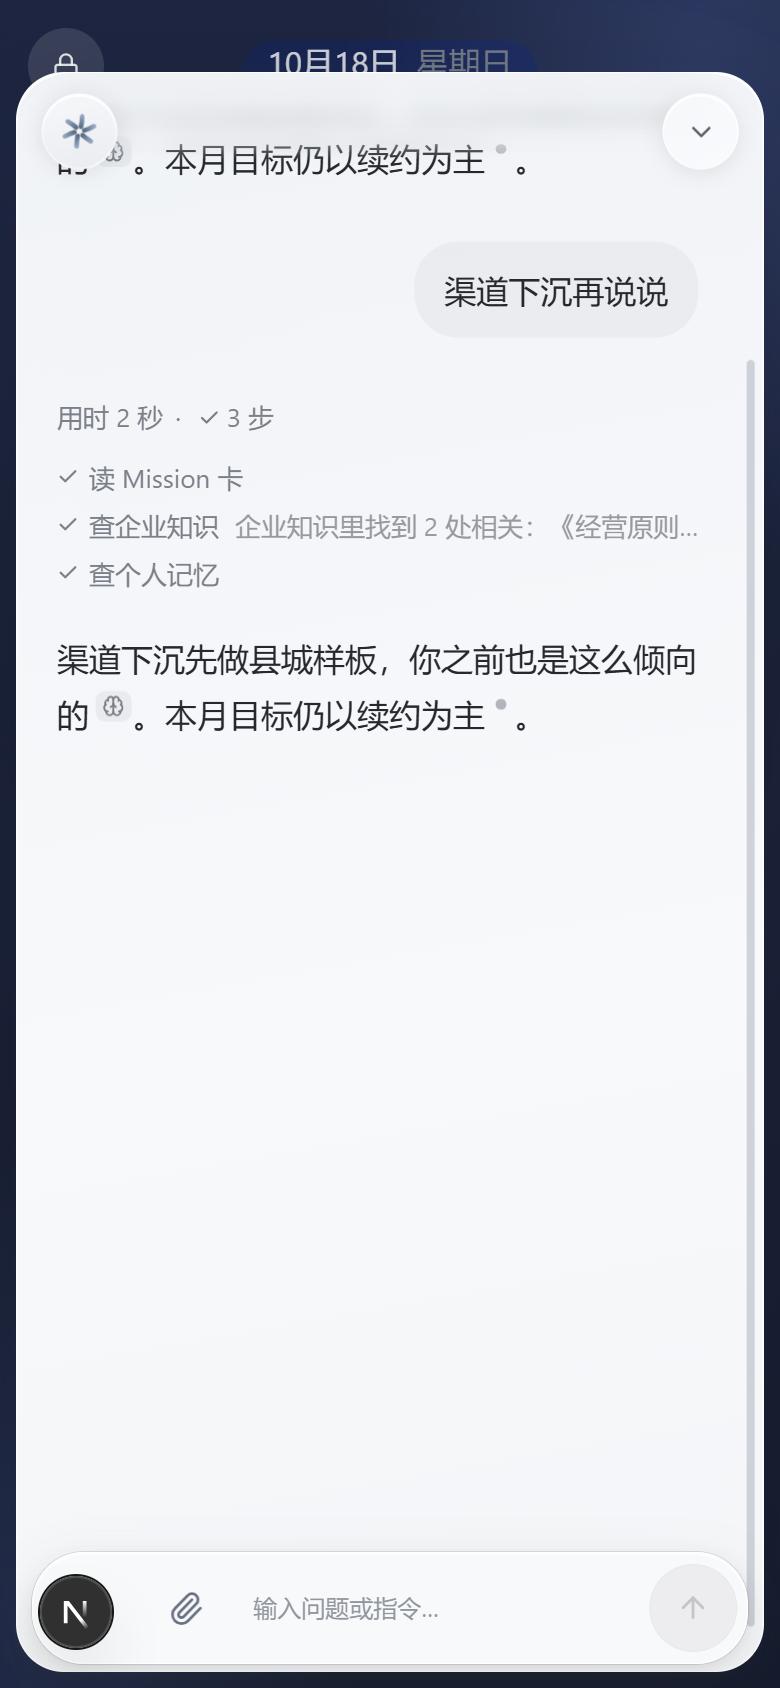 10月18日 星期日
的 。本月目标仍以续约为主 。
渠道下沉再说说
用时 2 秒 · ✓ 3 步
✓ 读 Mission 卡
✓ 查企业知识 企业知识里找到 2 处相关：《经营原则...
✓ 查个人记忆
渠道下沉先做县城样板，你之前也是这么倾向
的 。本月目标仍以续约为主 。
N 输入问题或指令...